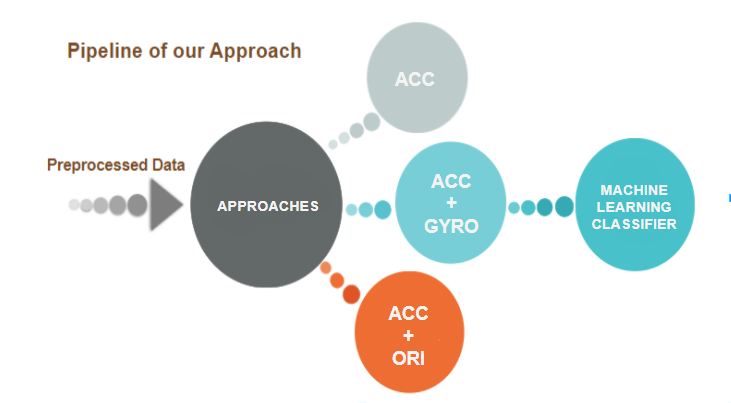 Pipeline of our Approach
ACC
Preprocessed Data
APPROACHES
ACC
+
GYRO
MACHINE
LEARNING
CLASSIFIER
ACC
+
ORI